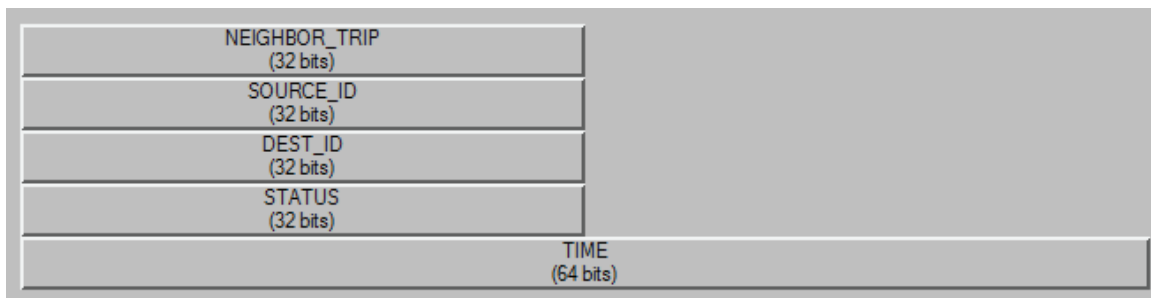 NEIGHBOR_TRIP
(32 bits)
SOURCE_ID
(32 bits)
DEST_ID
(32 bits)
STATUS
(32 bits)
TIME
(64 bits)